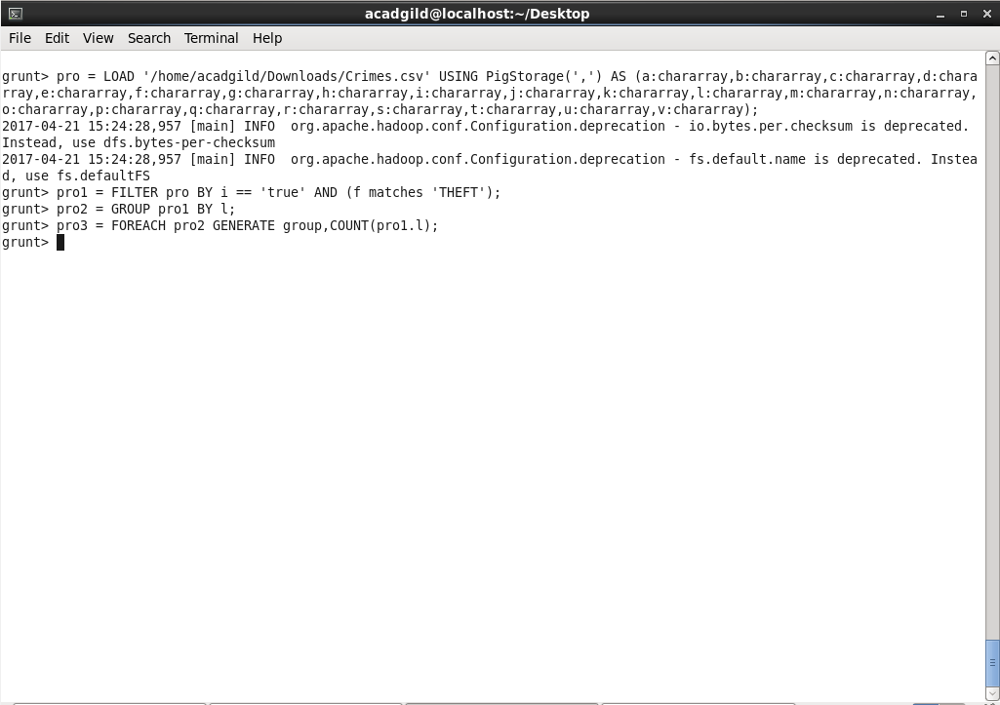 acadgild@localhost:~/Desktop
File Edit View Search Terminal Help
grunt> pro = LOAD '/home/acadgild/Downloads/Crimes.csv' USING PigStorage(',') AS (a:chararray,b:chararray,c:chararray,d:chara
rray,e:chararray,f:chararray,g:chararray,h:chararray,i:chararray,j:chararray,k:chararray,l:chararray,m:chararray,n:chararray,
o:chararray,p:chararray,q:chararray,r:chararray,s:chararray,t:chararray,u:chararray,v:chararray);
2017-04-21 15:24:28,957 [main] INFO  org.apache.hadoop.conf.Configuration.deprecation - io.bytes.per.checksum is deprecated.
Instead, use dfs.bytes-per-checksum
2017-04-21 15:24:28,957 [main] INFO  org.apache.hadoop.conf.Configuration.deprecation - fs.default.name is deprecated. Instea
d, use fs.defaultFS
grunt> pro1 = FILTER pro BY i == 'true' AND (f matches 'THEFT');
grunt> pro2 = GROUP pro1 BY l;
grunt> pro3 = FOREACH pro2 GENERATE group,COUNT(pro1.l);
grunt>